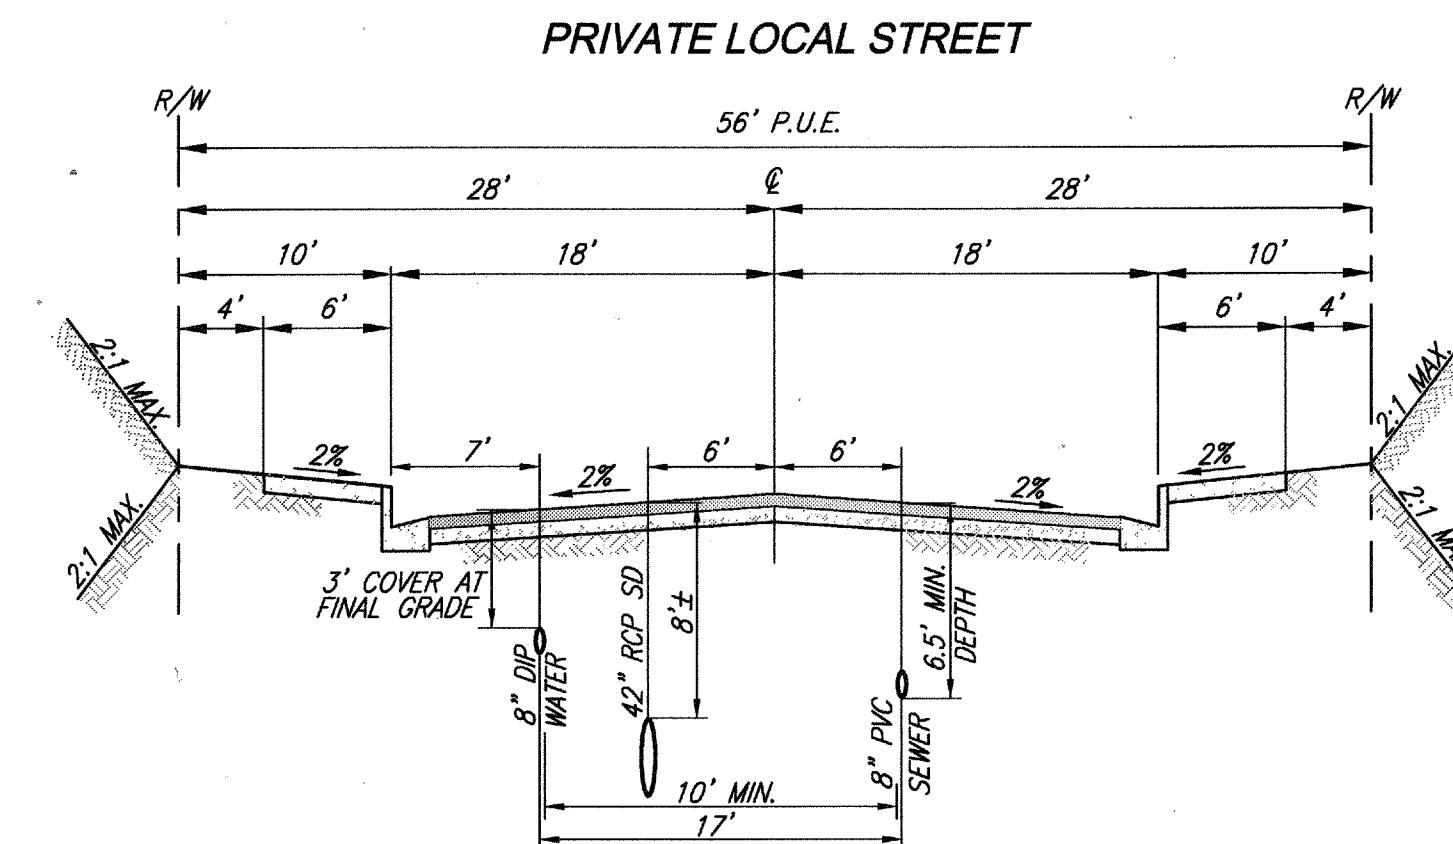 PRIVATE LOCAL STREET
R/W
R/W
56' P.U.E.
28'
℄
28'
10'
18'
18'
10'
4'
6'
6'
4'
2:1 MAX.
2:1 MAX.
2%
7'
2%
6'
6'
2%
2%
2:1 MAX.
2:1 MA
3' COVER AT
FINAL GRADE
8" DIP
WATER
42" RCP SD
8'±
8" PVC
SEWER
6.5' MIN.
DEPTH
10' MIN.
17'